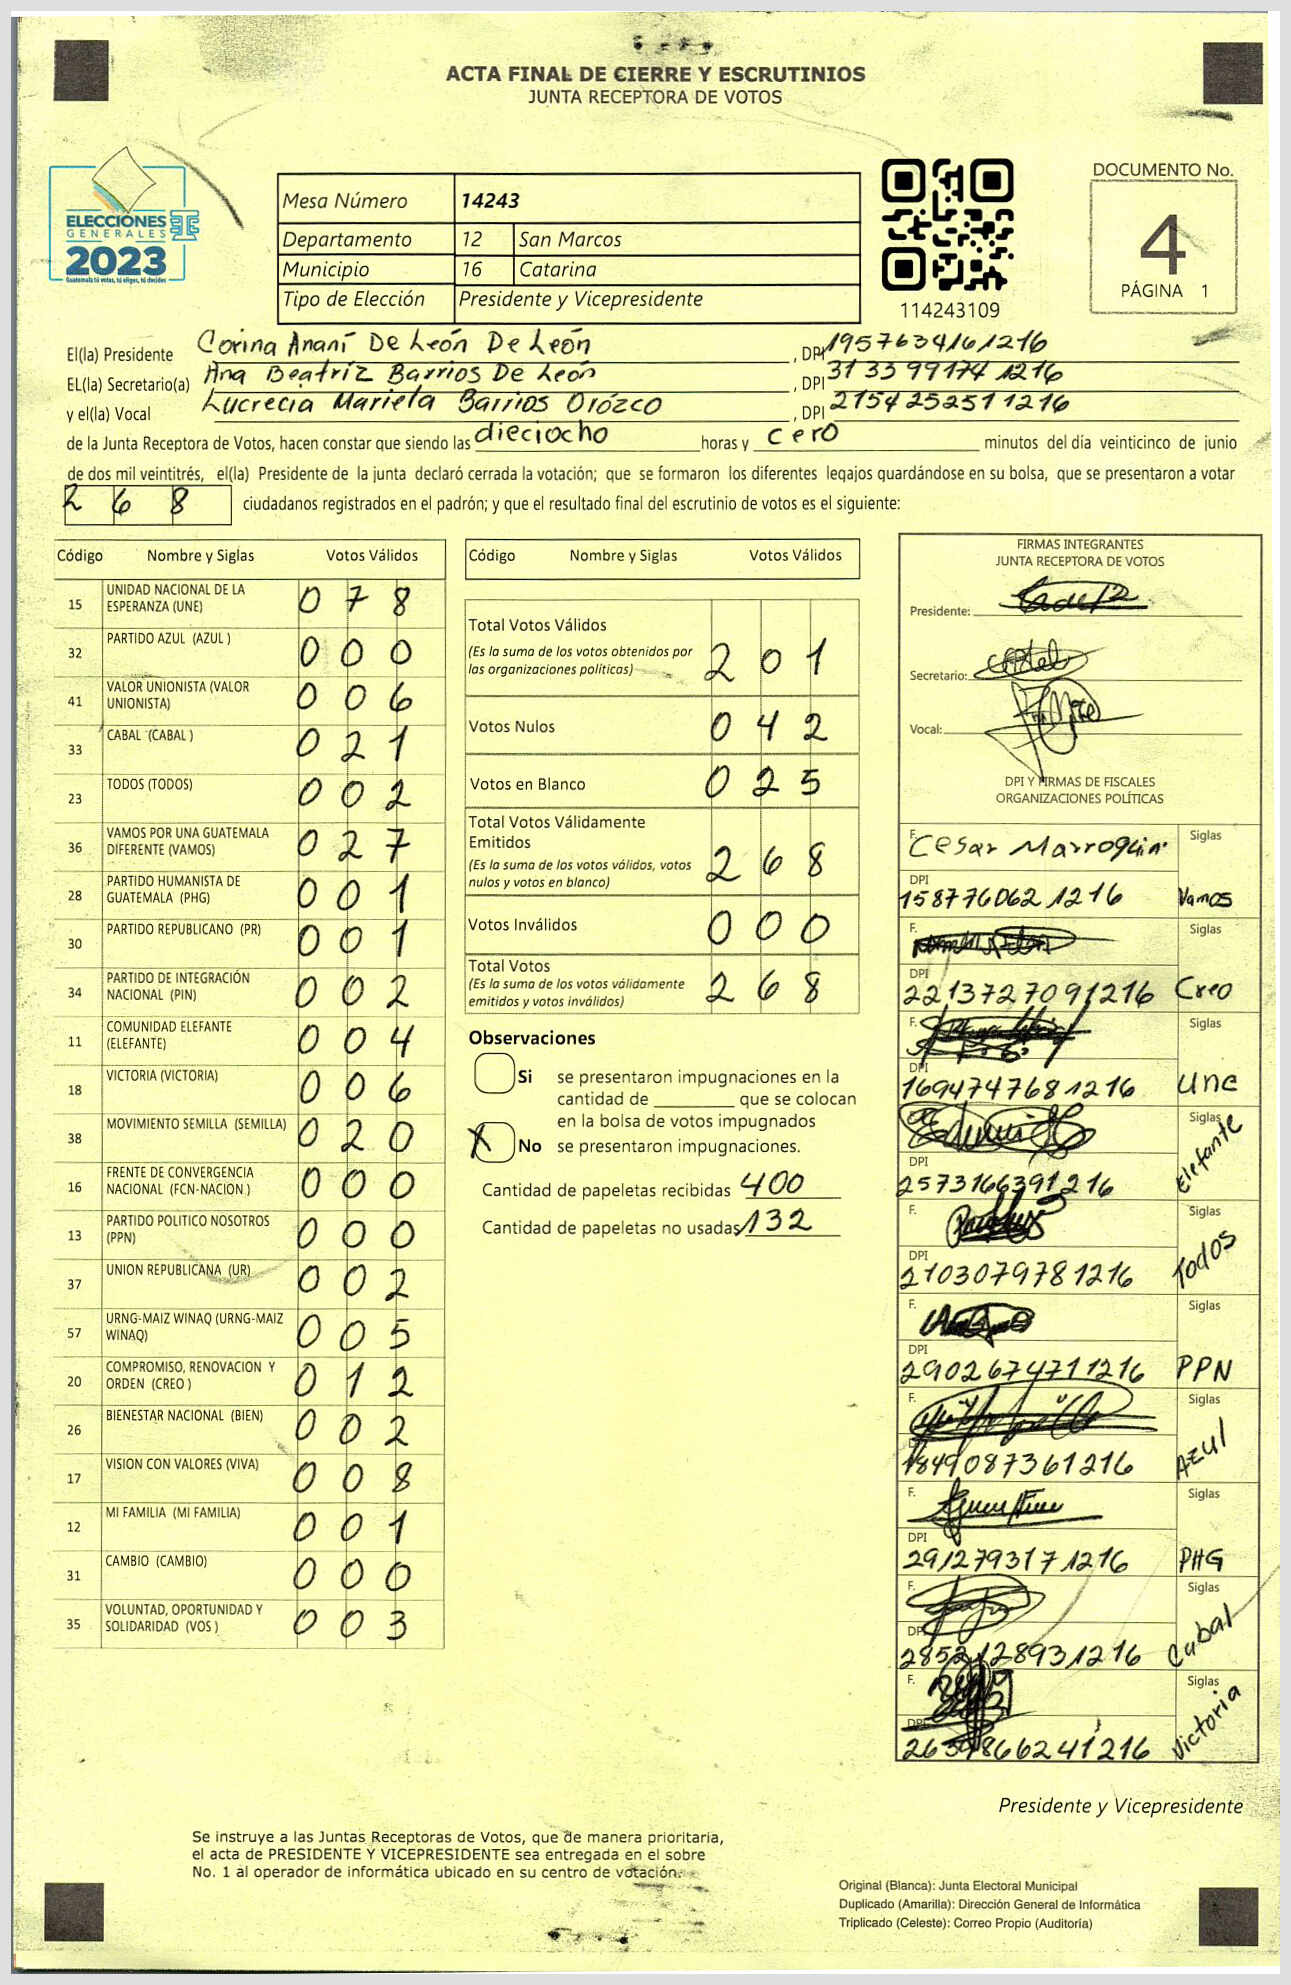 ACTA FINAL DE CIERRE Y ESCRUTINIOS
JUNTA RECEPTORA DE VOTOS
ELECCIONES
GENERALES
2023
Guatemala tú votas, tú eliges, tú decides
Mesa Número 14243
Departamento 12 San Marcos
Municipio 16 Catarina
Tipo de Elección Presidente y Vicepresidente
114243109
DOCUMENTO No.
4
PÁGINA 1
El(la) Presidente Corina Ananí De León De León , DPI 1957634161216
EL(la) Secretario(a) Ana Beatriz Barrios De León , DPI 3133991741216
y el(la) Vocal Lucrecia Marieta Barrios Orózco , DPI 2154252511216
de la Junta Receptora de Votos, hacen constar que siendo las dieciocho horas y cero minutos del día veinticinco de junio
de dos mil veintitrés, el(la) Presidente de la junta declaró cerrada la votación; que se formaron los diferentes legajos guardándose en su bolsa, que se presentaron a votar
2 6 8 ciudadanos registrados en el padrón; y que el resultado final del escrutinio de votos es el siguiente:
Código Nombre y Siglas Votos Válidos
15 UNIDAD NACIONAL DE LA ESPERANZA (UNE) 0 7 8
32 PARTIDO AZUL (AZUL ) 0 0 0
41 VALOR UNIONISTA (VALOR UNIONISTA) 0 0 6
33 CABAL (CABAL ) 0 2 1
23 TODOS (TODOS) 0 0 2
36 VAMOS POR UNA GUATEMALA DIFERENTE (VAMOS) 0 2 7
28 PARTIDO HUMANISTA DE GUATEMALA (PHG) 0 0 1
30 PARTIDO REPUBLICANO (PR) 0 0 1
34 PARTIDO DE INTEGRACIÓN NACIONAL (PIN) 0 0 2
11 COMUNIDAD ELEFANTE (ELEFANTE) 0 0 4
18 VICTORIA (VICTORIA) 0 0 6
38 MOVIMIENTO SEMILLA (SEMILLA) 0 2 0
16 FRENTE DE CONVERGENCIA NACIONAL (FCN-NACION ) 0 0 0
13 PARTIDO POLITICO NOSOTROS (PPN) 0 0 0
37 UNION REPUBLICANA (UR) 0 0 2
57 URNG-MAIZ WINAQ (URNG-MAIZ WINAQ) 0 0 5
20 COMPROMISO, RENOVACION Y ORDEN (CREO ) 0 1 2
26 BIENESTAR NACIONAL (BIEN) 0 0 2
17 VISION CON VALORES (VIVA) 0 0 8
12 MI FAMILIA (MI FAMILIA) 0 0 1
31 CAMBIO (CAMBIO) 0 0 0
35 VOLUNTAD, OPORTUNIDAD Y SOLIDARIDAD (VOS ) 0 0 3
Código Nombre y Siglas Votos Válidos
Total Votos Válidos 2 0 1
(Es la suma de los votos obtenidos por
las organizaciones políticas)
Votos Nulos 0 4 2
Votos en Blanco 0 2 5
Total Votos Válidamente
Emitidos 2 6 8
(Es la suma de los votos válidos, votos
nulos y votos en blanco)
Votos Inválidos 0 0 0
Total Votos 2 6 8
(Es la suma de los votos válidamente
emitidos y votos inválidos)
Observaciones
Si se presentaron impugnaciones en la
cantidad de ________ que se colocan
en la bolsa de votos impugnados
X No se presentaron impugnaciones.
Cantidad de papeletas recibidas 400
Cantidad de papeletas no usadas 132
FIRMAS INTEGRANTES
JUNTA RECEPTORA DE VOTOS
Presidente:
Secretario:
Vocal:
DPI Y FIRMAS DE FISCALES
ORGANIZACIONES POLÍTICAS
F. Cesar Marroquin Siglas
DPI 1587760621216 Vamos
F. Siglas
DPI 2213727091216 Creo
F. Siglas
DPI 1694747681216 Une
F. Siglas
DPI 2573166391216 Elefante
F. Siglas
DPI 2103079781216 Todos
F. Siglas
DPI 2902674711216 PPN
F. Siglas
1849087361216 Azul
F. Siglas
DPI 2912793171216 PHG
F. Siglas
DPI 2852128931216 Cabal
F. Siglas
DPI Victoria
Presidente y Vicepresidente
Se instruye a las Juntas Receptoras de Votos, que de manera prioritaria,
el acta de PRESIDENTE Y VICEPRESIDENTE sea entregada en el sobre
No. 1 al operador de informática ubicado en su centro de votación.
Original (Blanca): Junta Electoral Municipal
Duplicado (Amarilla): Dirección General de Informática
Triplicado (Celeste): Correo Propio (Auditoría)